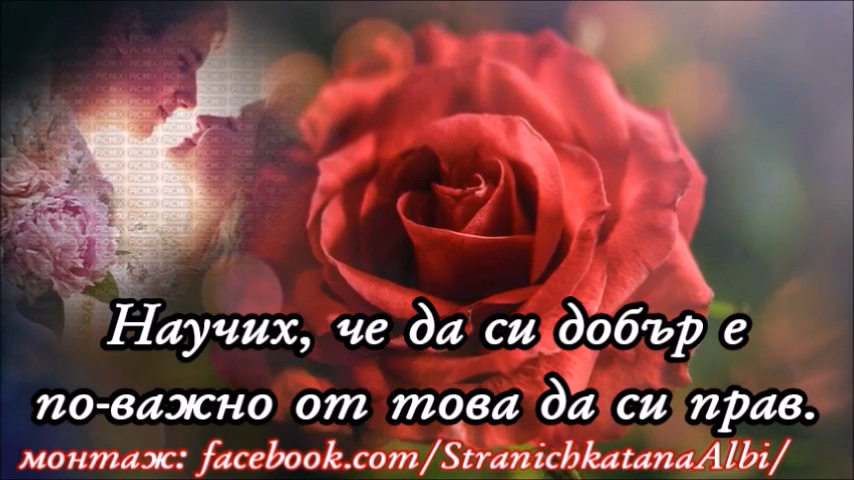 Научих, че да си добър е
по-важно от това да си прав.
монтаж: facebook.com/StranichkatanaAlbi/